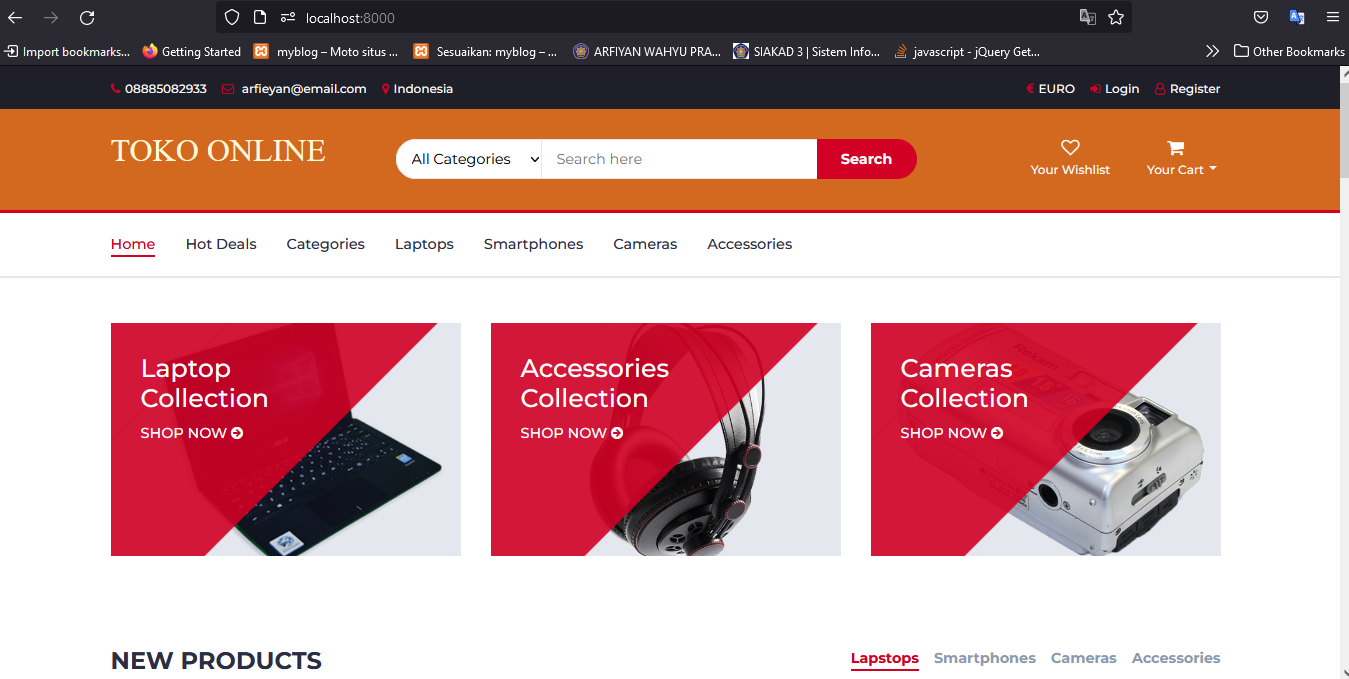 localhost:8000
Import bookmarks... Getting Started myblog – Moto situs ... Sesuaikan: myblog – ... ARFIYAN WAHYU PRA... SIAKAD 3 | Sistem Info... javascript - jQuery Get... Other Bookmarks
08885082933 arfieyan@email.com Indonesia € EURO Login Register
TOKO ONLINE All Categories Search here Search Your Wishlist Your Cart
Home Hot Deals Categories Laptops Smartphones Cameras Accessories
Laptop
Collection
SHOP NOW
Accessories
Collection
SHOP NOW
Cameras
Collection
SHOP NOW
NEW PRODUCTS Lapstops Smartphones Cameras Accessories